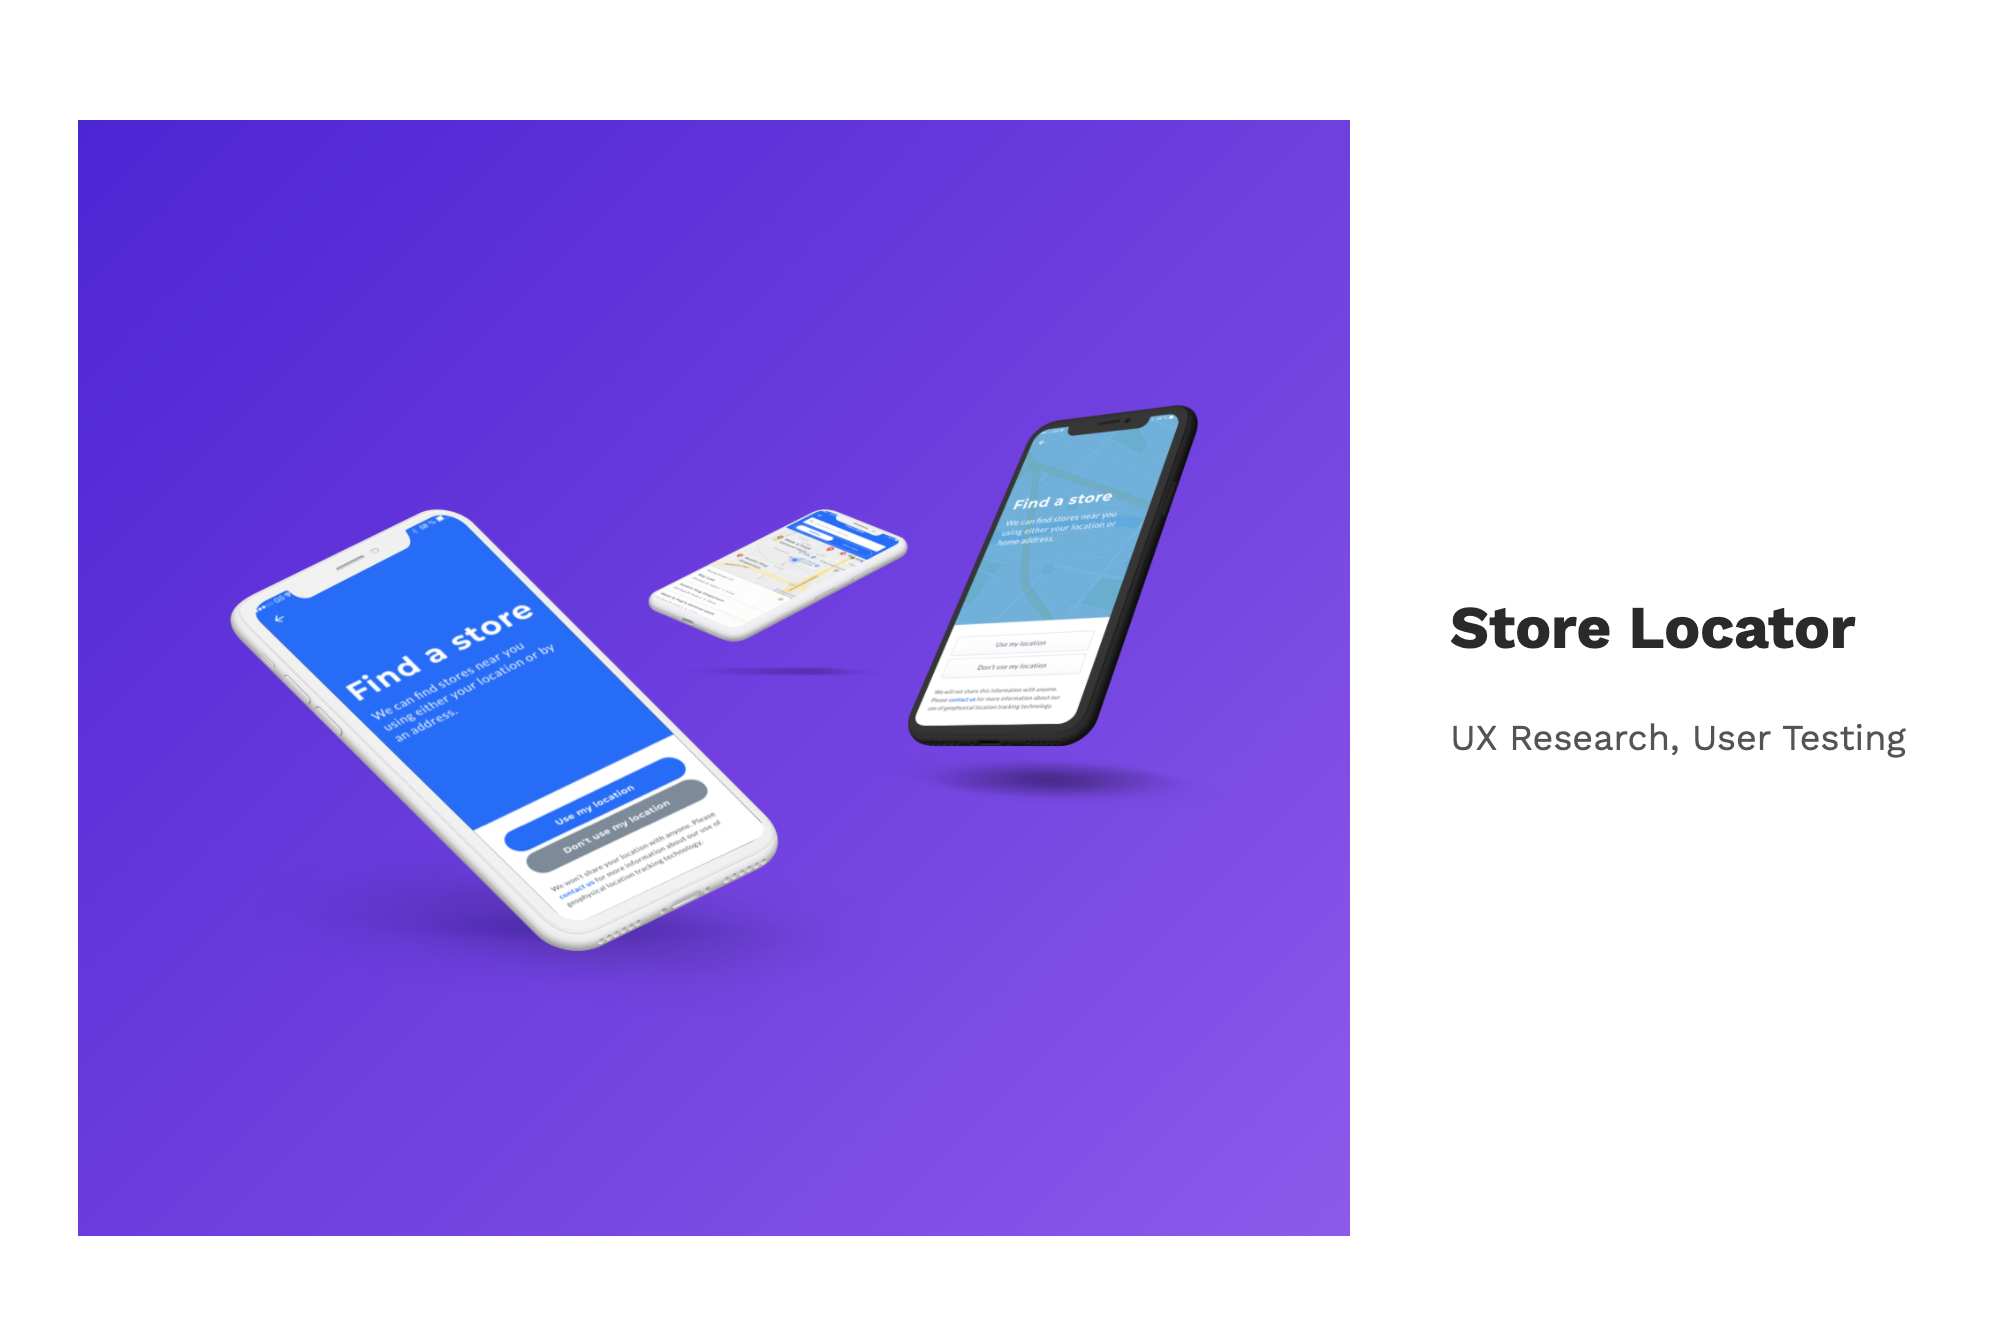 Find a store
We can find stores near you
using either your location or by
an address.
Use my location
Don't use my location
We won't share your location with anyone. Please
contact us for more information about our use of
geophysical location tracking technology.
Find a store
We can find stores near you
using either your location or
home address.
Use my location
Don't use my location
We will not share this information with anyone.
Please contact us for more information about our
use of geophysical location tracking technology.
Store Locator
UX Research, User Testing